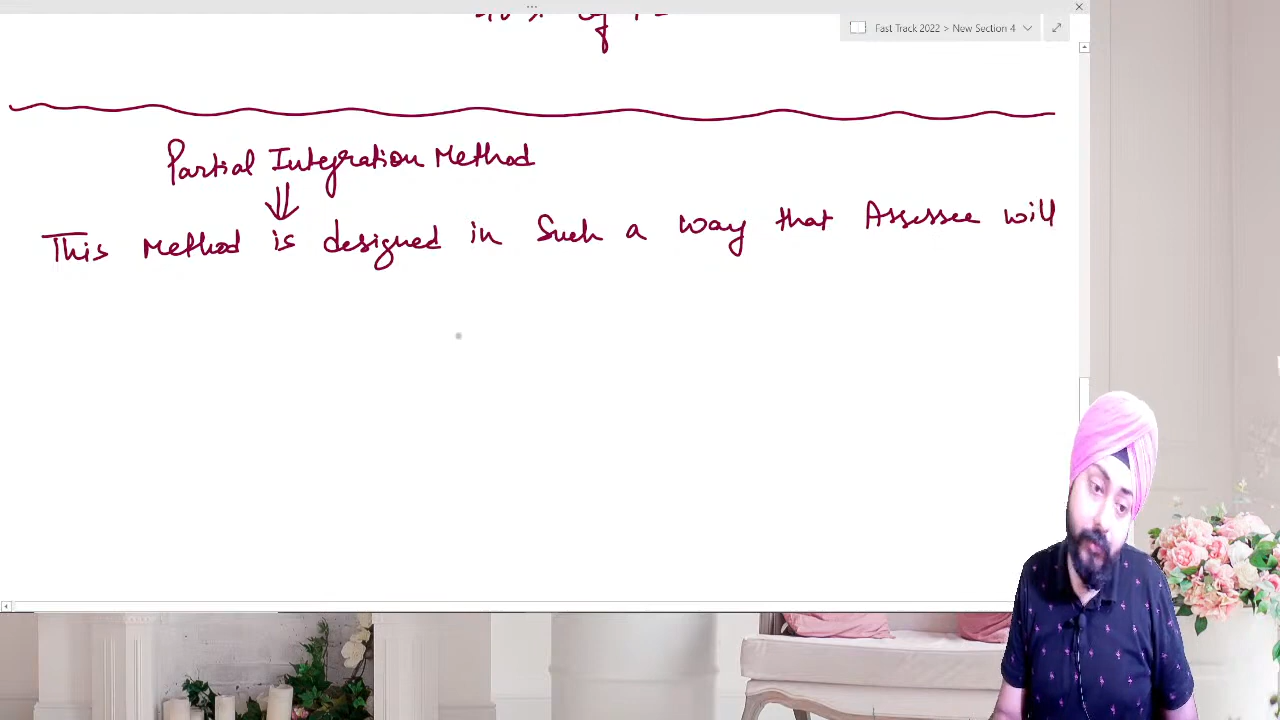 Fast Track 2022 > New Section 4
Partial Integration Method
This Method is designed in Such a way that Assessee will